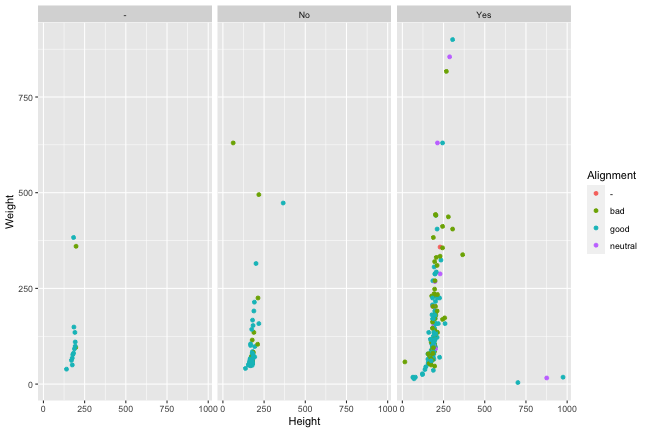 - No Yes
750
500
250
0
0 250 500 750 1000 0 250 500 750 1000 0 250 500 750 1000
Height
Weight
Alignment
-
bad
good
neutral